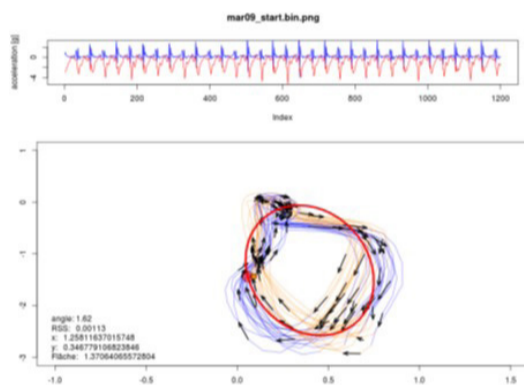 mar09_start.bin.png
acceleration [g]
0
-4
0 200 400 600 800 1000 1200
Index
1
0
-1
-2
-3
angle: 1.62
RSS: 0.00113
x: 1.25811637015748
y: 0.346779106823846
Fläche: 1.37064065572804
-1.0 -0.5 0.0 0.5 1.0 1.5